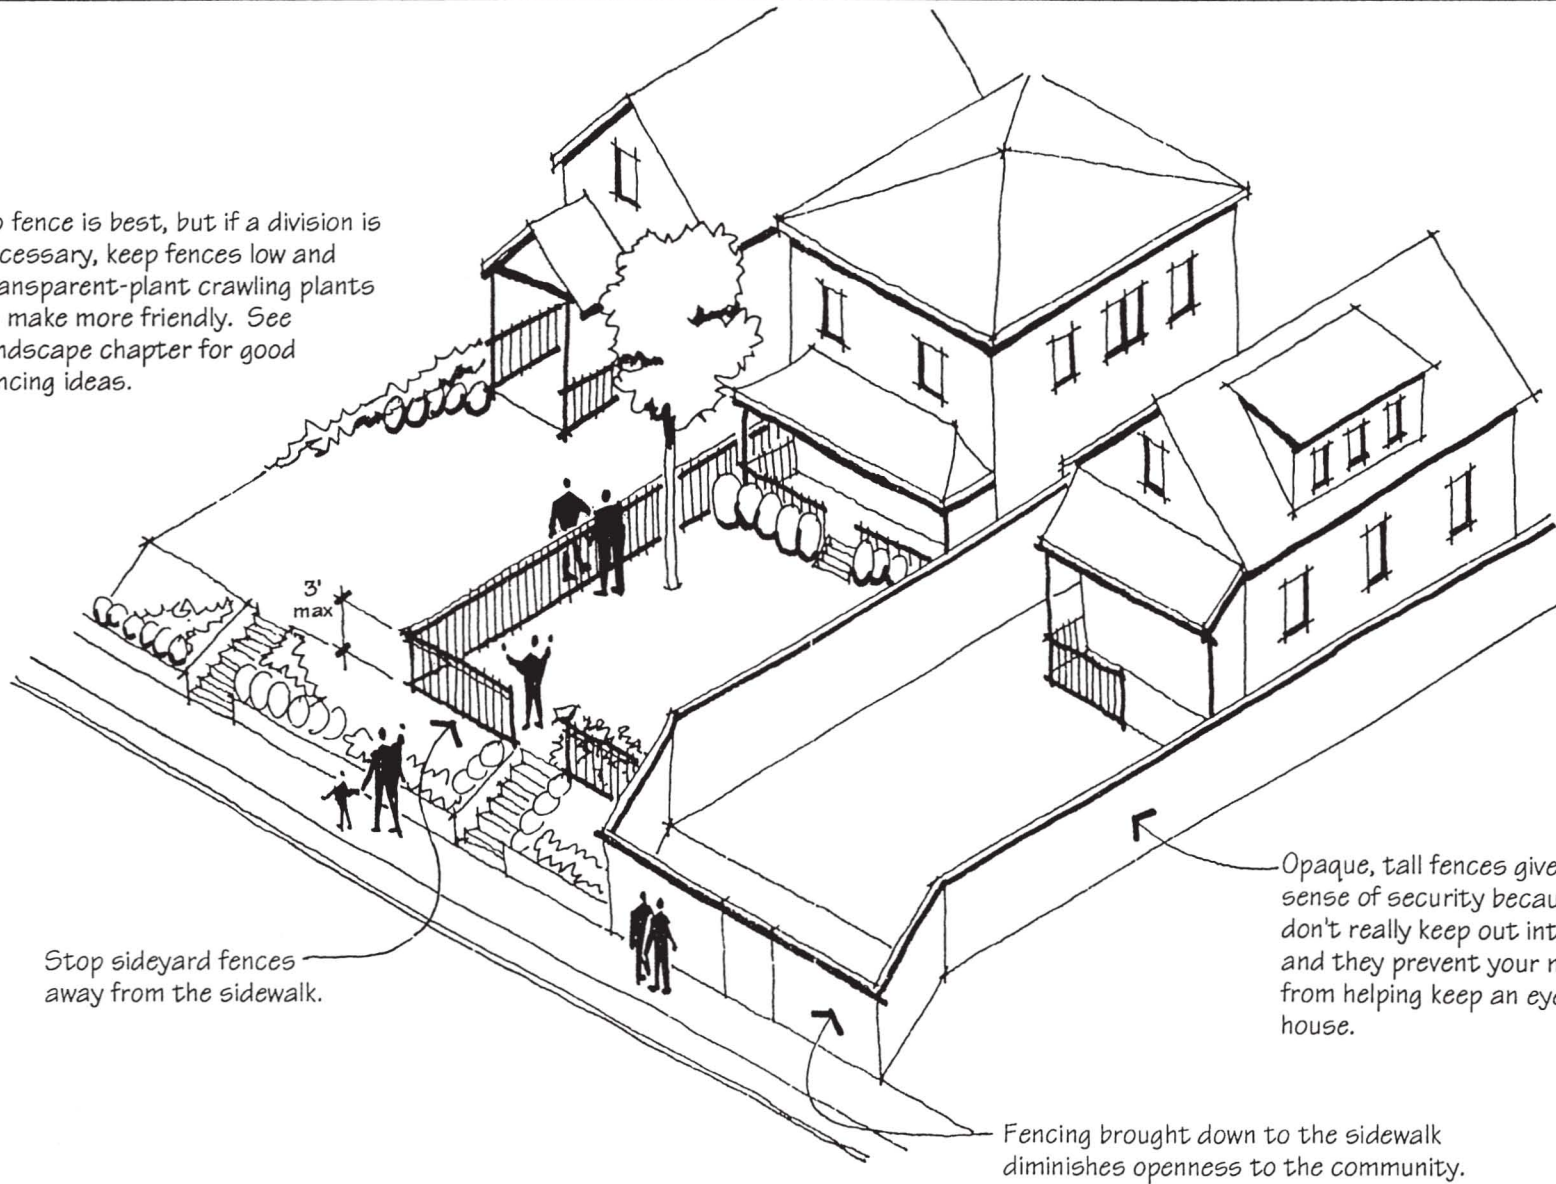 fence is best, but if a division is
cessary, keep fences low and
ansparent-plant crawling plants
make more friendly. See
ndscape chapter for good
ncing ideas.
3'
max
Stop sideyard fences
away from the sidewalk.
Opaque, tall fences give
sense of security becau
don't really keep out int
and they prevent your
from helping keep an eye
house.
Fencing brought down to the sidewalk
diminishes openness to the community.